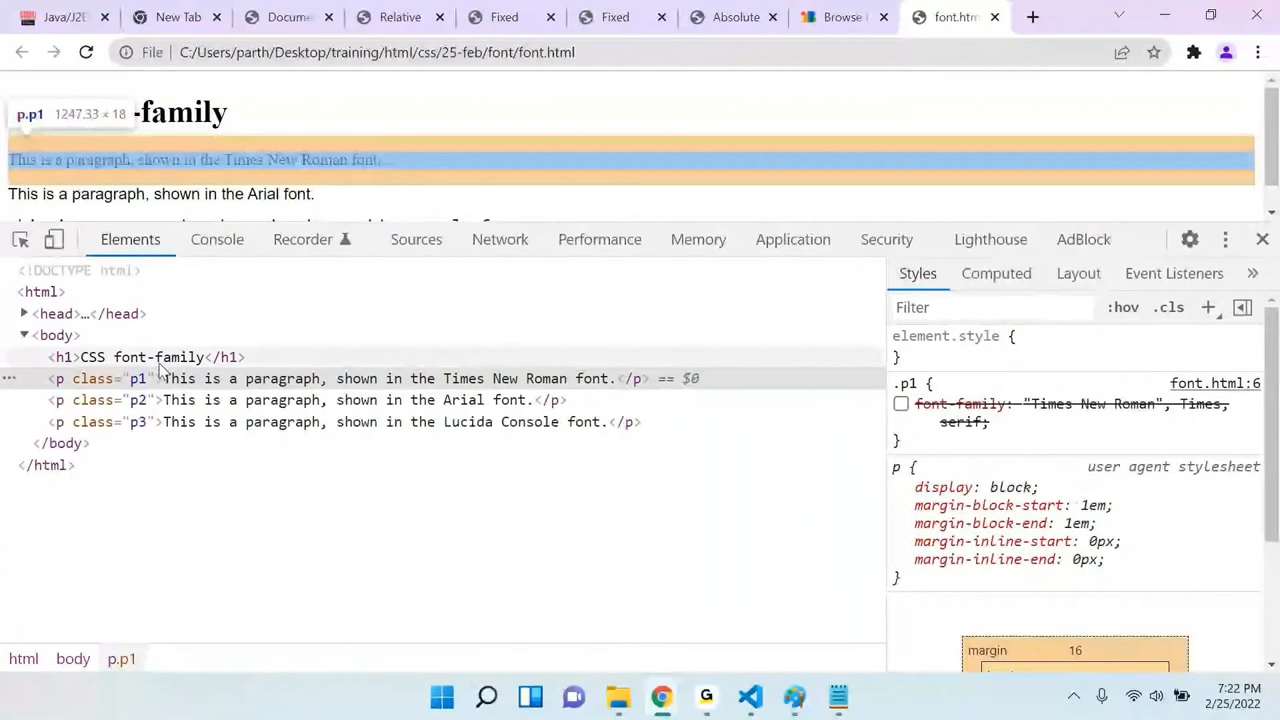 Java/J2E
New Tab
Docume
Relative
Fixed
Fixed
Absolute
Browse
font.htm
File
C:/Users/parth/Desktop/training/html/css/25-feb/font/font.html
p.p1 1247.33 × 18
-family
This is a paragraph, shown in the Times New Roman font.
This is a paragraph, shown in the Arial font.
Elements
Console
Recorder
Sources
Network
Performance
Memory
Application
Security
Lighthouse
AdBlock
<!DOCTYPE html>
<html>
<head>…</head>
<body>
<h1>CSS font-family</h1>
<p class="p1">This is a paragraph, shown in the Times New Roman font.</p> == $0
<p class="p2">This is a paragraph, shown in the Arial font.</p>
<p class="p3">This is a paragraph, shown in the Lucida Console font.</p>
</body>
</html>
html body p.p1
Styles
Computed
Layout
Event Listeners
Filter
:hov .cls
element.style {
}
.p1 { font.html:6
font-family: "Times New Roman", Times,
serif;
}
p { user agent stylesheet
display: block;
margin-block-start: 1em;
margin-block-end: 1em;
margin-inline-start: 0px;
margin-inline-end: 0px;
}
margin 16
7:22 PM
2/25/2022